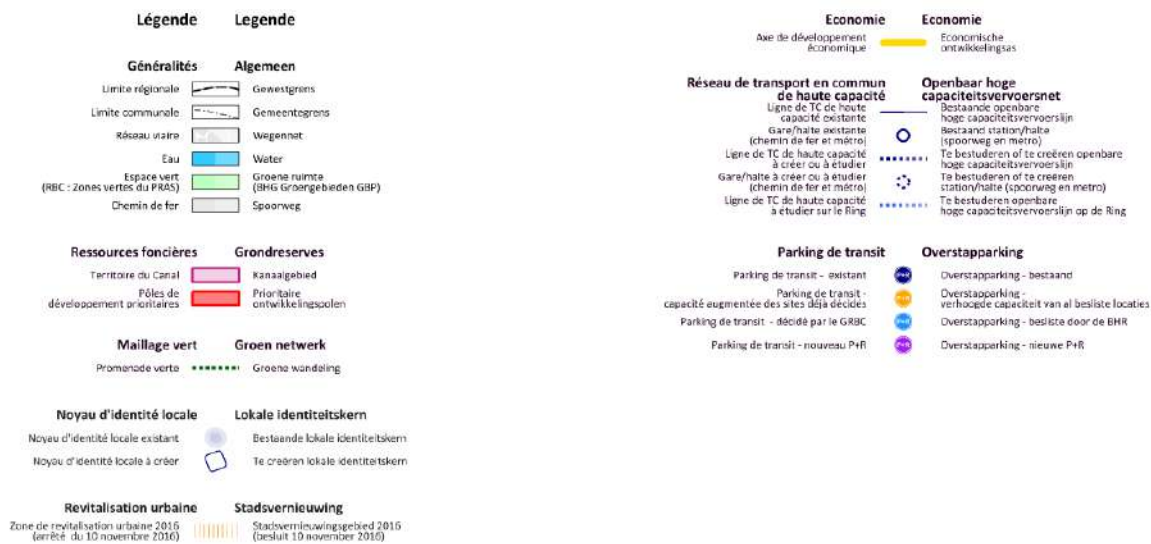 Légende Legende
Généralités Algemeen
Limite régionale Gewestgrens
Limite communale Gemeentegrens
Réseau viaire Wegennet
Eau Water
Espace vert Groene ruimte
(RBC : Zones vertes du PRAS) (BHG Groengebieden GBP)
Chemin de fer Spoorweg
Ressources foncières Grondreserves
Territoire du Canal Kanaalgebied
Pôles de Prioritaire
développement prioritaires ontwikkelingspolen
Maillage vert Groen netwerk
Promenade verte Groene wandeling
Noyau d'identité locale Lokale identiteitskern
Noyau d'identité locale existant Bestaande lokale identiteitskern
Noyau d'identité locale à créer Te creëren lokale identiteitskern
Revitalisation urbaine Stadsvernieuwing
Zone de revitalisation urbaine 2016 Stadsvernieuwingsgebied 2016
(arrêté du 10 novembre 2016) (besluit 10 november 2016)
Economie Economie
Axe de développement Economische
économique ontwikkelingsas
Réseau de transport en commun Openbaar hoge
de haute capacité capaciteitsvervoersnet
Ligne de TC de haute Bestaande openbare
capacité existante hoge capaciteitsvervoerslijn
Gare/halte existante Bestaand station/halte
(chemin de fer et métro) (spoorweg en metro)
Ligne de TC de haute capacité Te bestuderen of te creëren openbare
à créer ou à étudier hoge capaciteitsvervoerslijn
Gare/halte à créer ou à étudier Te bestuderen of te creëren
(chemin de fer et métro) station/halte (spoorweg en metro)
Ligne de TC de haute capacité Te bestuderen openbare
à étudier sur le Ring hoge capaciteitsvervoerslijn op de Ring
Parking de transit Overstapparking
Parking de transit - existant P+R Overstapparking - bestaand
Parking de transit - Overstapparking -
capacité augmentée des sites déjà décidés P+R verhoogde capaciteit van al besliste locaties
Parking de transit - décidé par le GRBC P+R Overstapparking - besliste door de BHR
Parking de transit - nouveau P+R P+R Overstapparking - nieuwe P+R